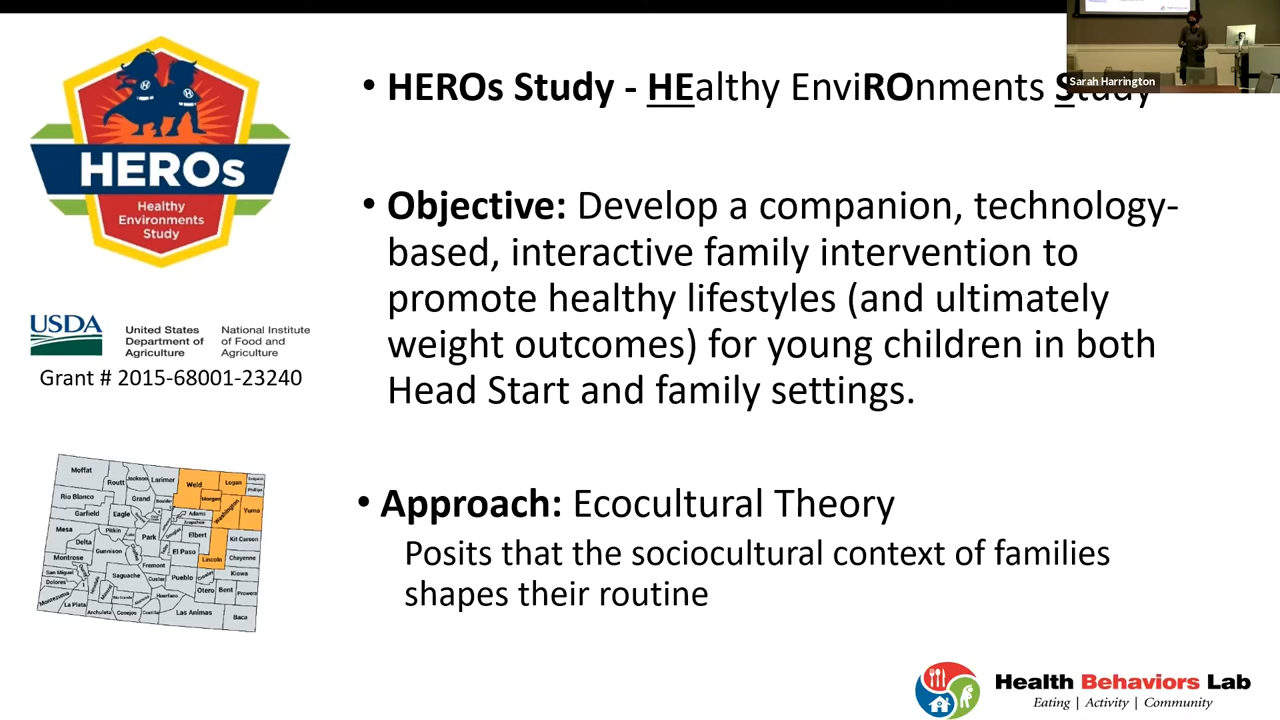 Sarah Harrington
• HEROs Study - HEalthy EnviROnments Study
HEROs
Healthy
Environments
Study
• Objective: Develop a companion, technology-
based, interactive family intervention to
promote healthy lifestyles (and ultimately
weight outcomes) for young children in both
Head Start and family settings.
USDA
United States
Department of
Agriculture
National Institute
of Food and
Agriculture
Grant # 2015-68001-23240
• Approach: Ecocultural Theory
Posits that the sociocultural context of families
shapes their routine
Moffat
Routt
Jackson
Larimer
Weld
Logan
Rio Blanco
Grand
Boulder
Morgan
Washington
Yuma
Garfield
Eagle
Adams
Arapahoe
Mesa
Pitkin
Park
Elbert
Kit Carson
Delta
Gunnison
El Paso
Lincoln
Cheyenne
Montrose
Fremont
Kiowa
San Miguel
Saguache
Custer
Pueblo
Crowley
Dolores
Otero
Bent
Prowers
Montezuma
La Plata
Huerfano
Archuleta
Conejos
Las Animas
Baca
Health Behaviors Lab
Eating | Activity | Community